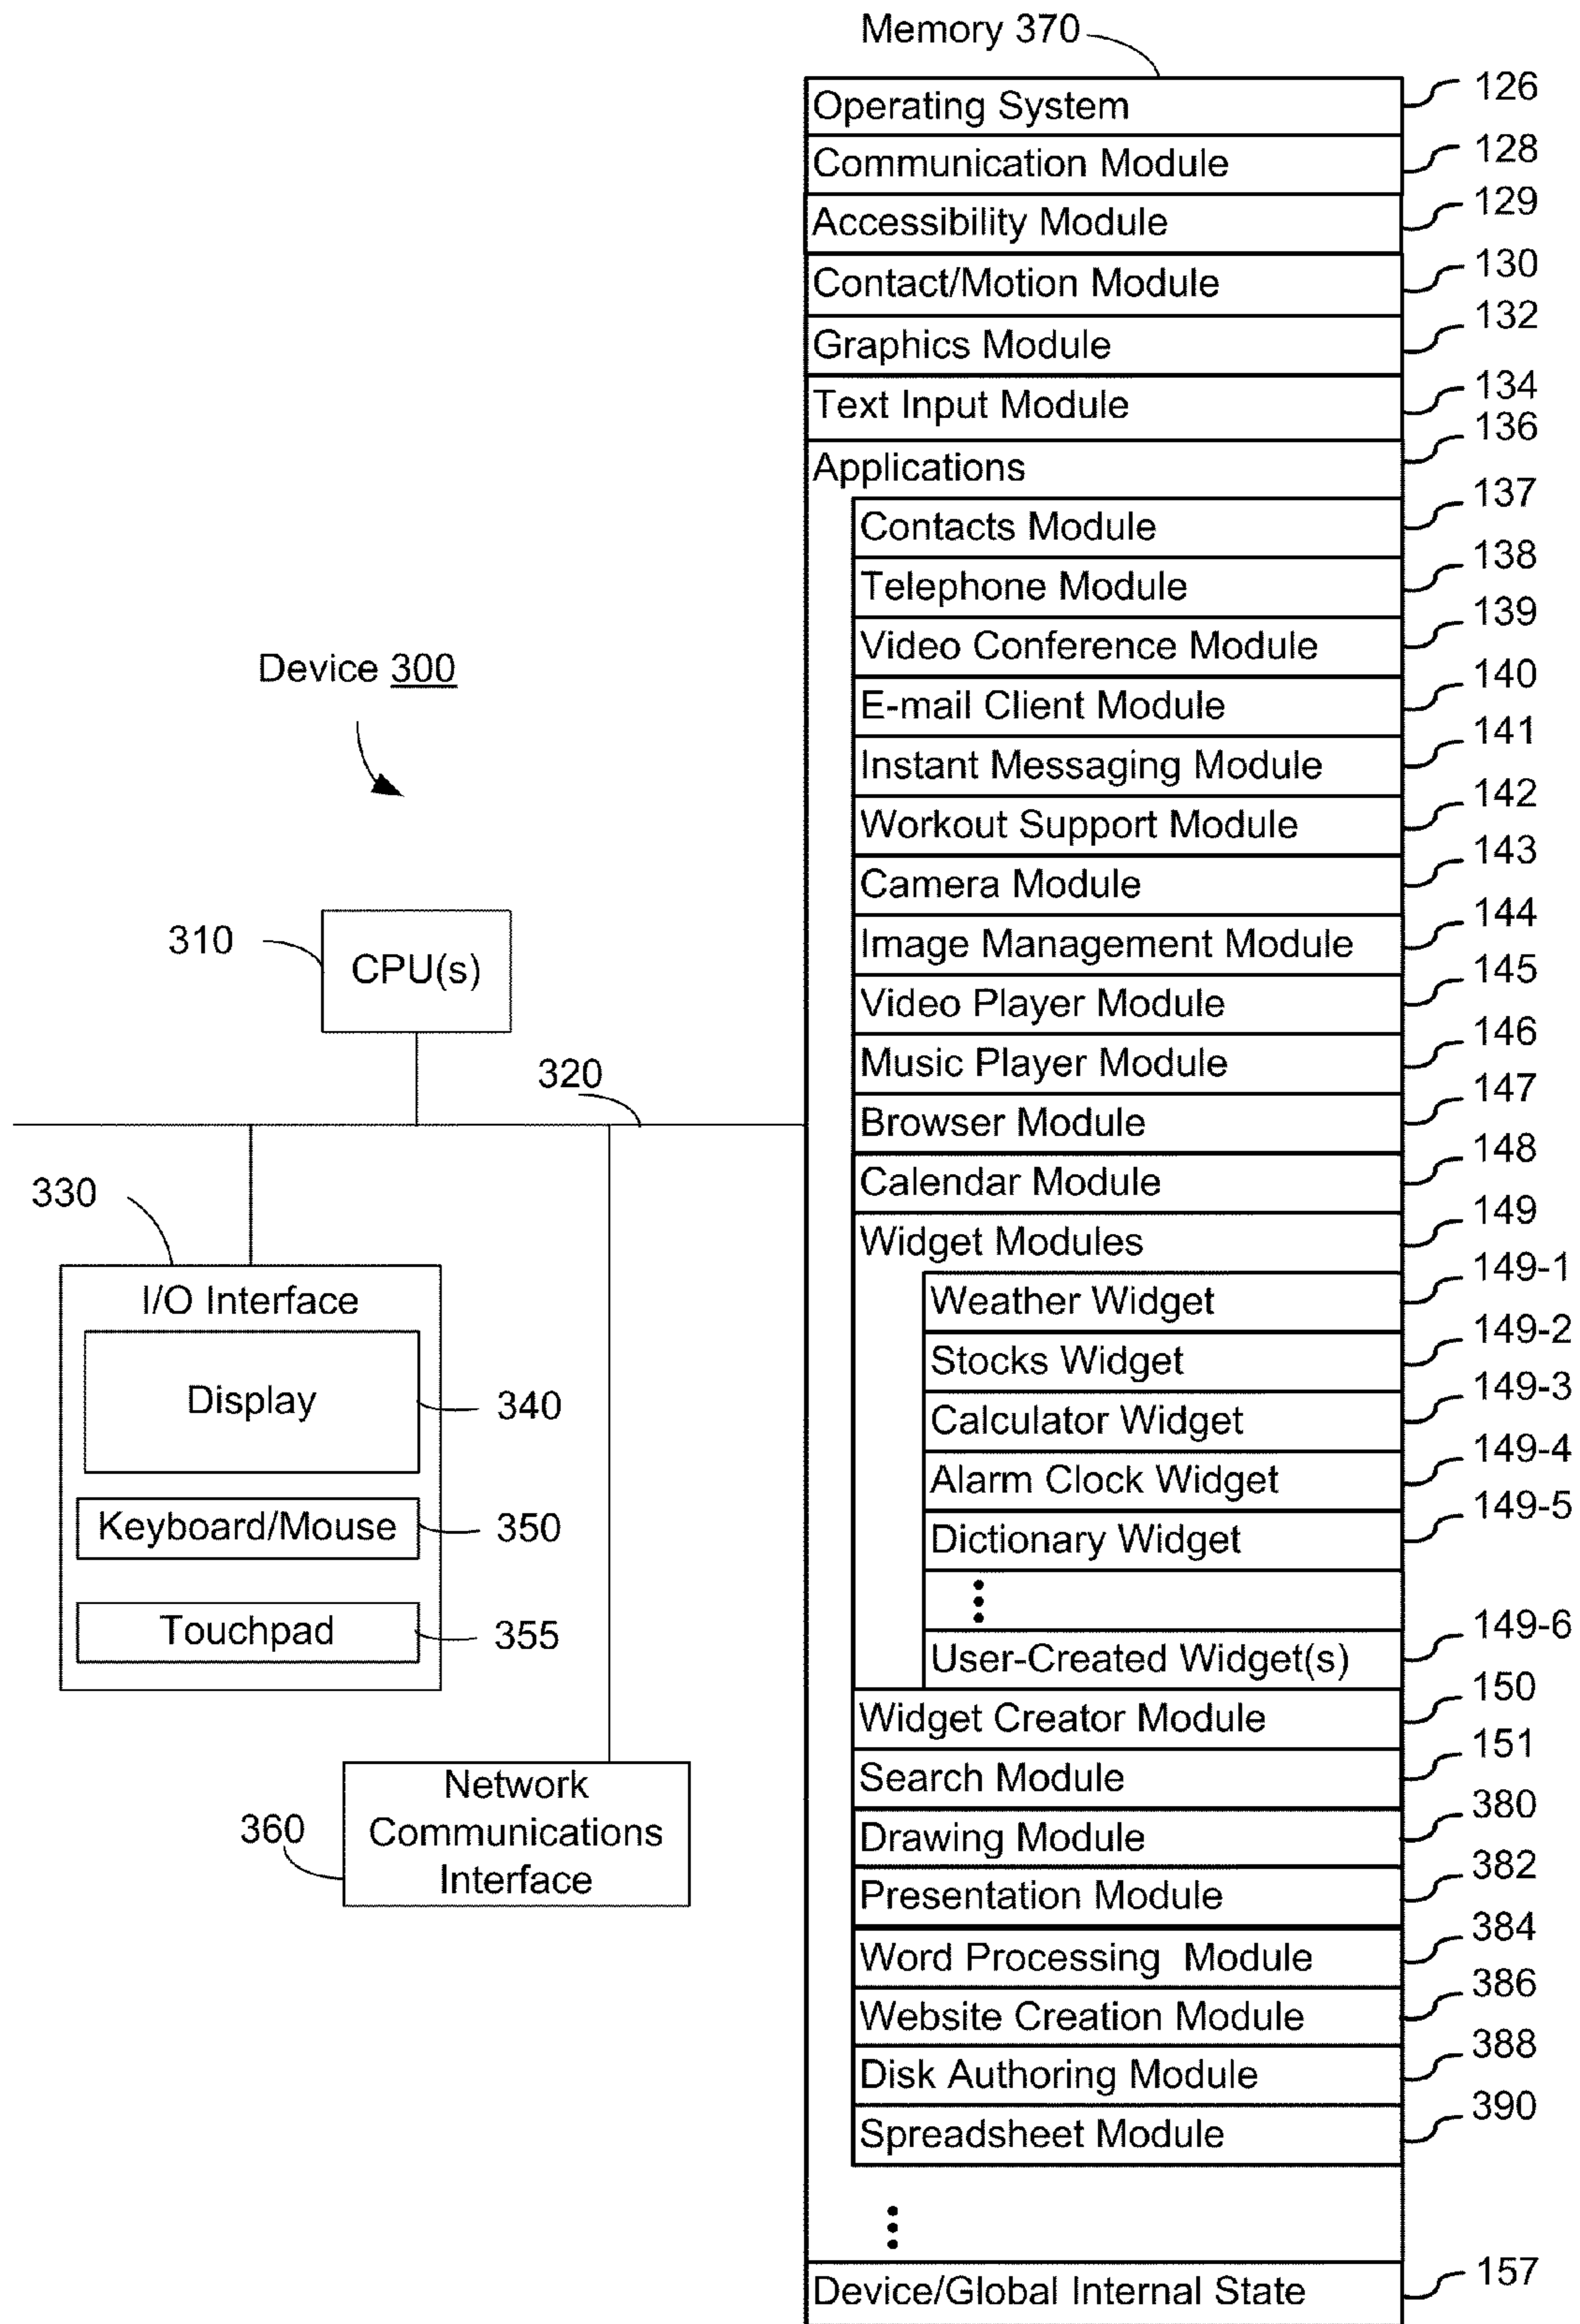 Memory 370
Operating System 126
Communication Module 128
Accessibility Module 129
Contact/Motion Module 130
Graphics Module 132
Text Input Module 134
Applications 136
Contacts Module 137
Telephone Module 138
Video Conference Module 139
E-mail Client Module 140
Instant Messaging Module 141
Workout Support Module 142
Camera Module 143
Image Management Module 144
Video Player Module 145
Music Player Module 146
Browser Module 147
Calendar Module 148
Widget Modules 149
Weather Widget 149-1
Stocks Widget 149-2
Calculator Widget 149-3
Alarm Clock Widget 149-4
Dictionary Widget 149-5
User-Created Widget(s) 149-6
Widget Creator Module 150
Search Module 151
Drawing Module 380
Presentation Module 382
Word Processing Module 384
Website Creation Module 386
Disk Authoring Module 388
Spreadsheet Module 390
Device/Global Internal State 157
Device 300
310
CPU(s)
320
330
I/O Interface
Display 340
Keyboard/Mouse 350
Touchpad 355
360
Network
Communications
Interface